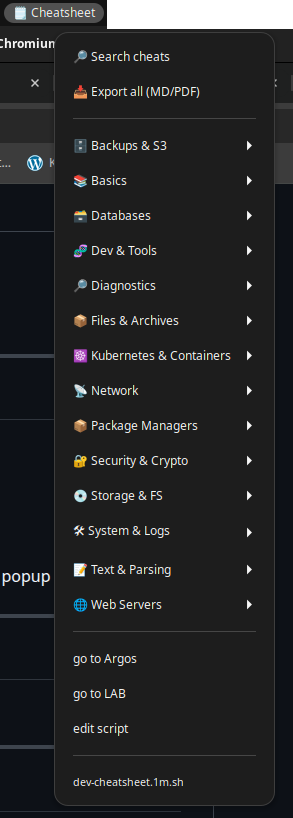 Cheatsheet
Chromiun
Search cheats
Export all (MD/PDF)
Backups & S3
Basics
Databases
Dev & Tools
Diagnostics
Files & Archives
Kubernetes & Containers
Network
Package Managers
Security & Crypto
Storage & FS
System & Logs
popup
Text & Parsing
Web Servers
go to Argos
go to LAB
edit script
dev-cheatsheet.1m.sh